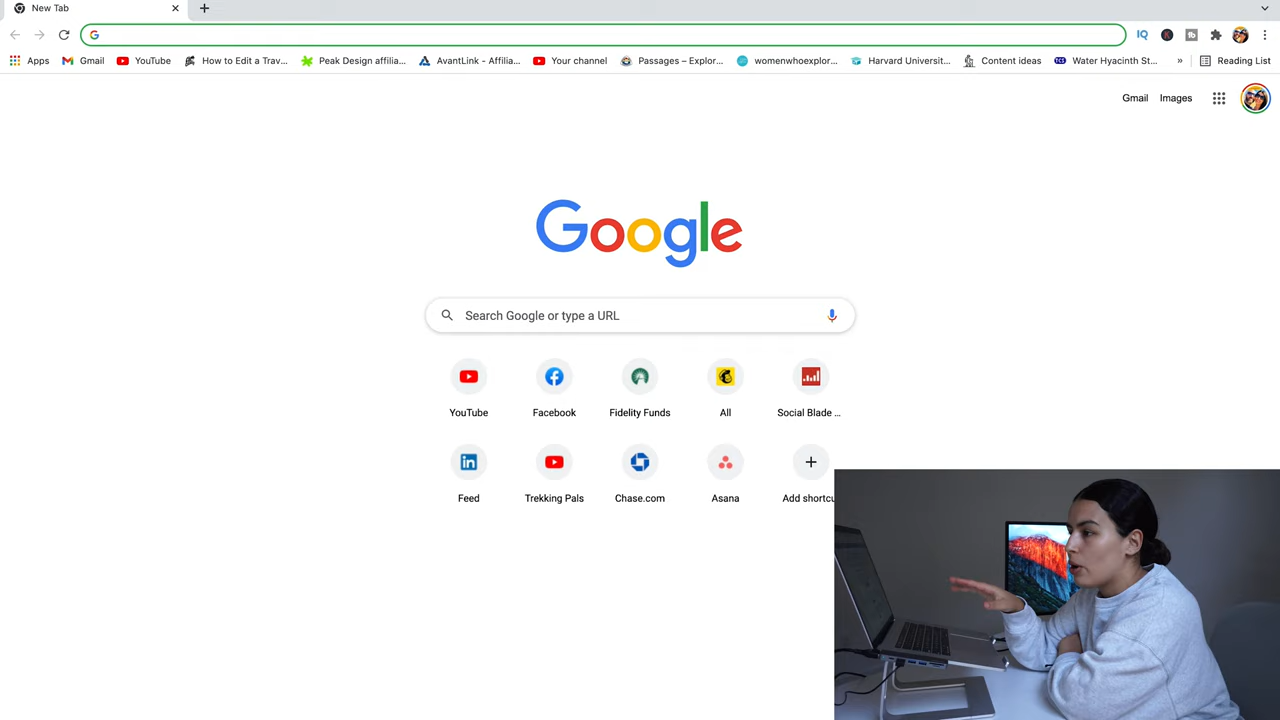 New Tab
Apps Gmail YouTube How to Edit a Trav... Peak Design affilia... AvantLink - Affilia... Your channel Passages – Explor... womenwhoexplor... Harvard Universit... Content ideas Water Hyacinth St... » Reading List
Gmail Images
Google
Search Google or type a URL
YouTube Facebook Fidelity Funds All Social Blade ...
Feed Trekking Pals Chase.com Asana Add shortcu